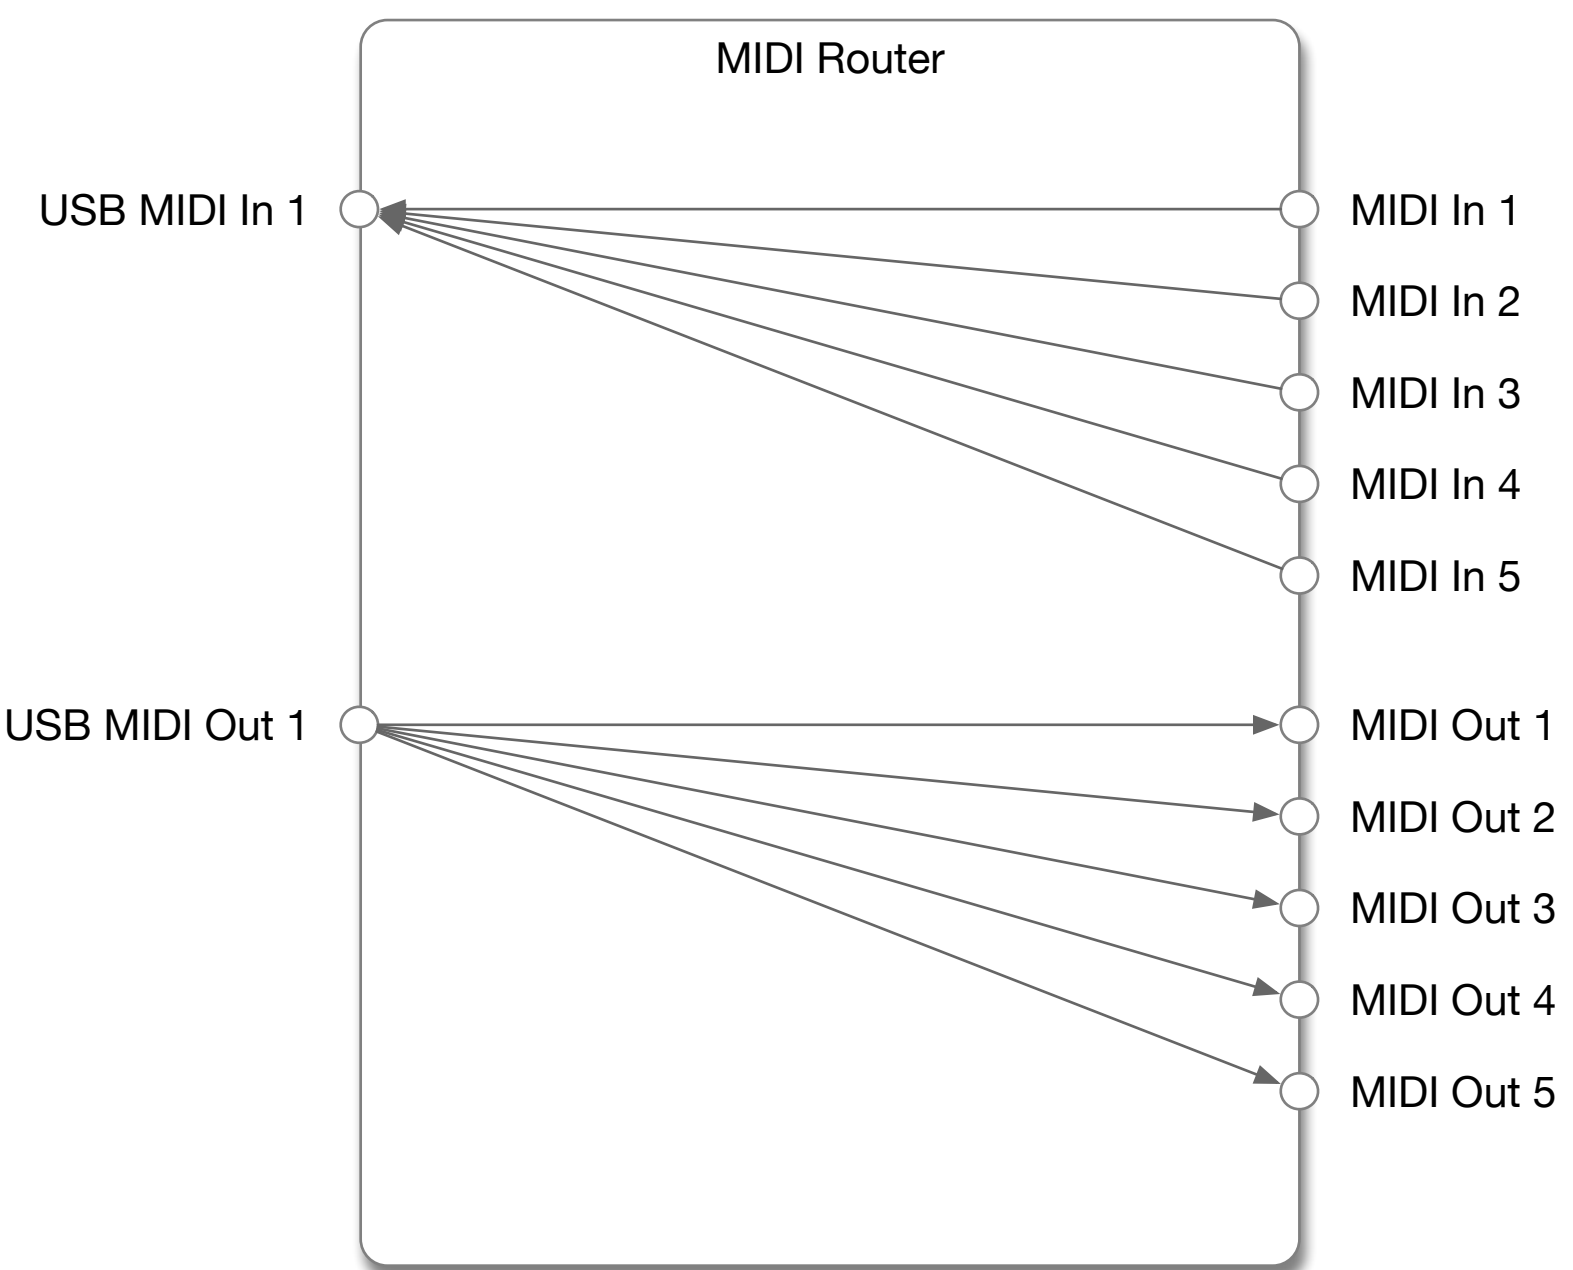 MIDI Router
USB MIDI In 1
MIDI In 1
MIDI In 2
MIDI In 3
MIDI In 4
MIDI In 5
USB MIDI Out 1
MIDI Out 1
MIDI Out 2
MIDI Out 3
MIDI Out 4
MIDI Out 5